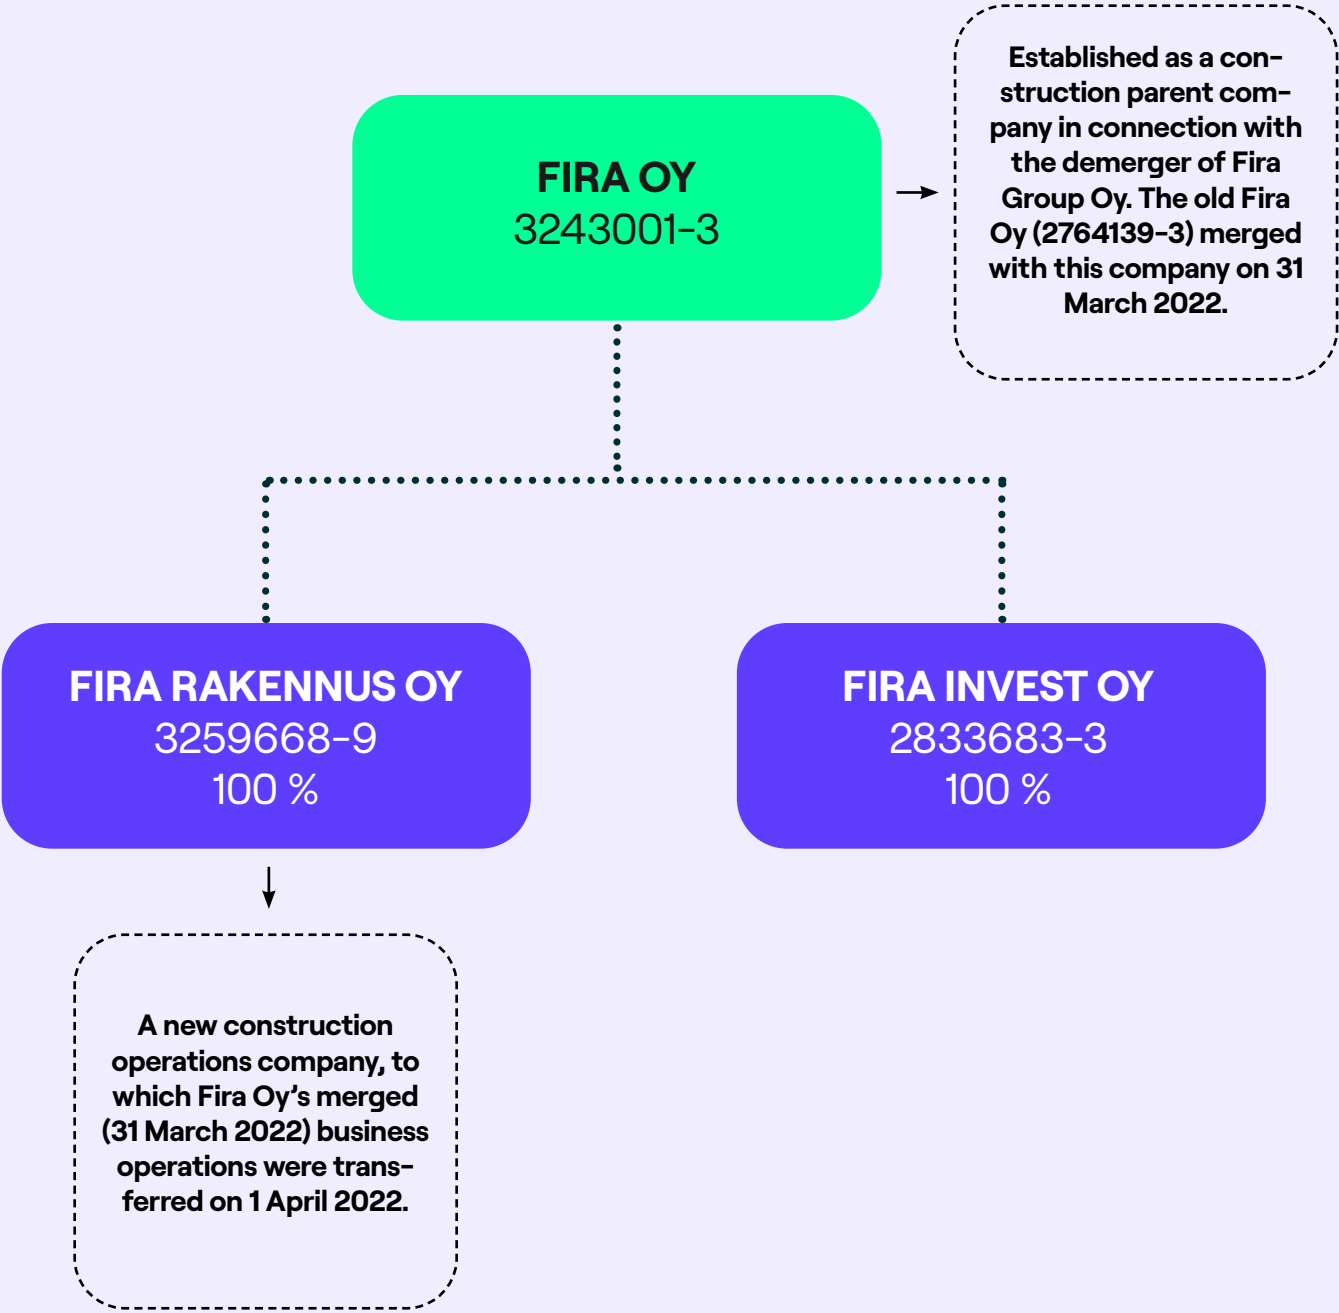 FIRA OY
3243001-3
Established as a con-
struction parent com-
pany in connection with
the demerger of Fira
Group Oy. The old Fira
Oy (2764139-3) merged
with this company on 31
March 2022.
FIRA RAKENNUS OY
3259668-9
100 %
FIRA INVEST OY
2833683-3
100 %
A new construction
operations company, to
which Fira Oy’s merged
(31 March 2022) business
operations were trans-
ferred on 1 April 2022.